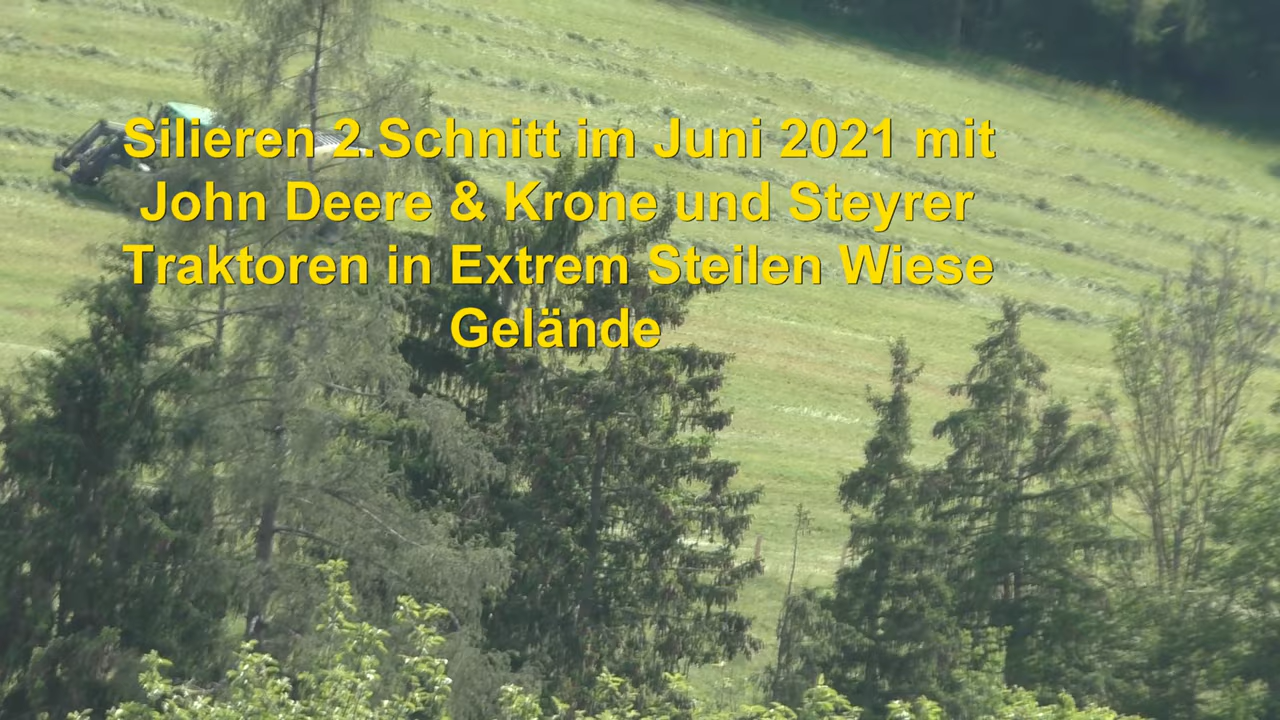 Silieren 2.Schnitt im Juni 2021 mit
John Deere & Krone und Steyrer
Traktoren in Extrem Steilen Wiese
Gelände